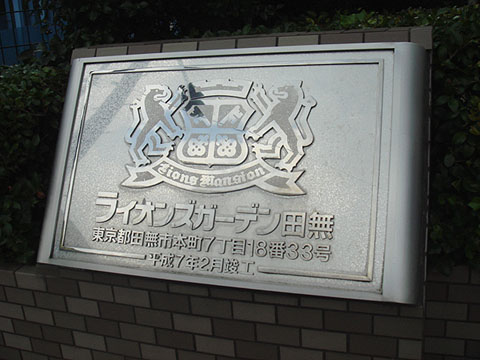 Lions Mansion
ライオンズガーデン田無
東京都田無市本町7丁目18番33号
平成7年2月竣工